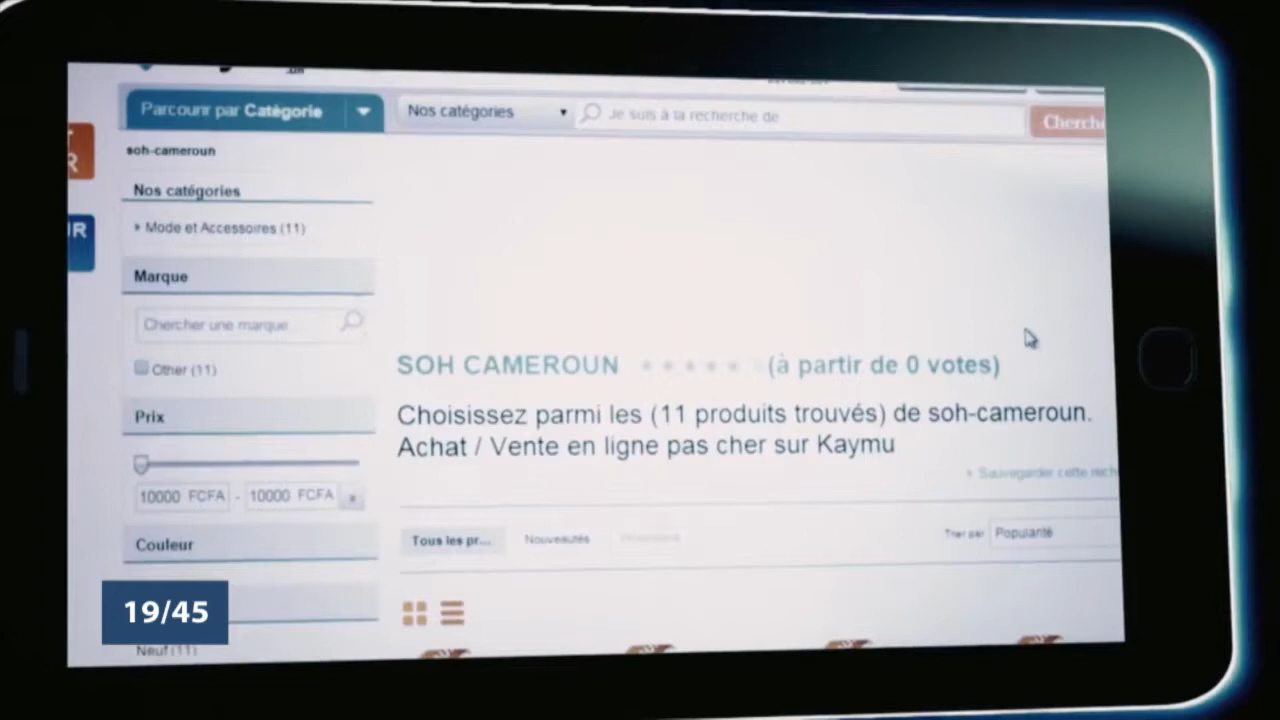 Parcourir par Catégorie
Nos catégories
Je suis à la recherche de
Cherche
soh-cameroun
Nos catégories
Mode et Accessoires (11)
Marque
Chercher une marque...
Other (11)
Prix
10000 FCFA - 10000 FCFA
Couleur
Neuf (11)
SOH CAMEROUN (à partir de 0 votes)
Choisissez parmi les (11 produits trouvés) de soh-cameroun.
Achat / Vente en ligne pas cher sur Kaymu
+ Sauvegarder cette rech
Tous les pr...
Nouveautés
Trier par
Popularité
19/45